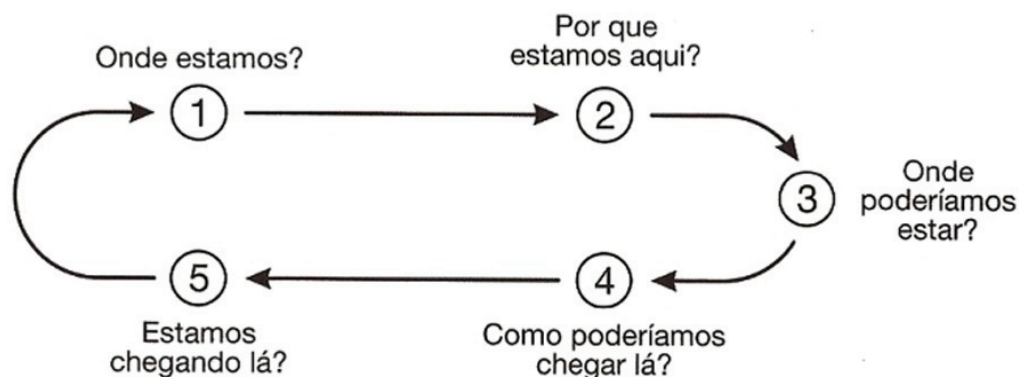 Onde estamos?
1
Por que
estamos aqui?
2
3
Onde
poderíamos
estar?
4
Como poderíamos
chegar lá?
5
Estamos
chegando lá?